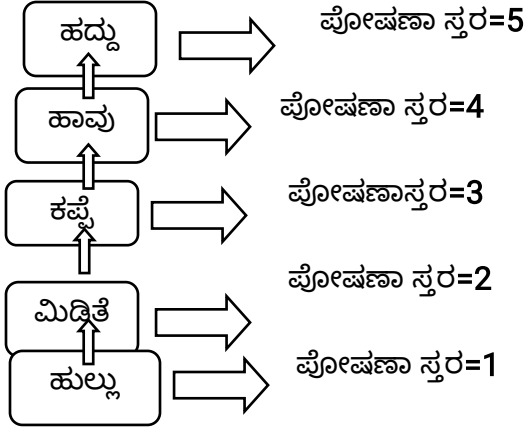 ಹದ್ದು
ಪೋಷಣಾ ಸ್ತರ=5
ಹಾವು
ಪೋಷಣಾ ಸ್ತರ=4
ಕಪ್ಪೆ
ಪೋಷಣಾಸ್ತರ=3
ಮಿಡಿತೆ
ಪೋಷಣಾ ಸ್ತರ=2
ಹುಲ್ಲು
ಪೋಷಣಾ ಸ್ತರ=1